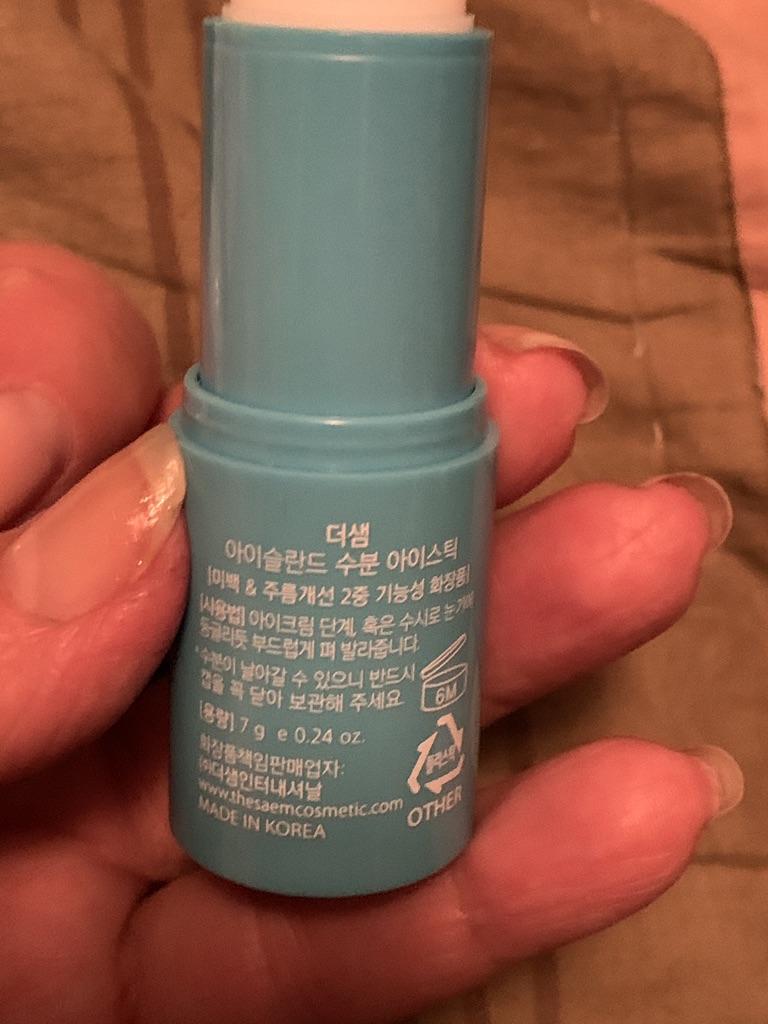 더샘
아이슬란드 수분 아이스틱
[미백 & 주름개선 2중 기능성 화장품]
[사용법] 아이크림 단계, 혹은 수시로 눈가에
둥글리듯 부드럽게 펴 발라줍니다.
*수분이 날아갈 수 있으니 반드시
캡을 꼭 닫아 보관해 주세요.
6M
[용량] 7 g e 0.24 oz.
플라스틱
화장품책임판매업자:
㈜더샘인터내셔날
www.thesaemcosmetic.com
OTHER
MADE IN KOREA